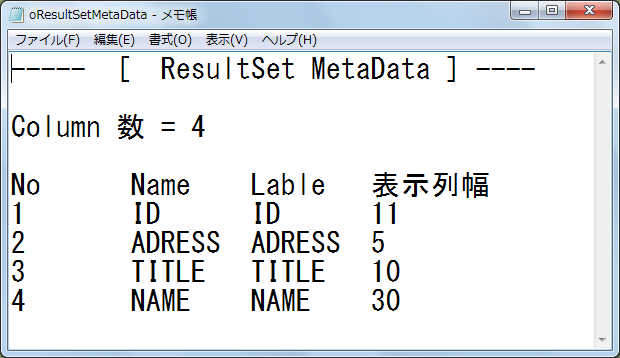 oResultSetMetaData - メモ帳
ファイル(F) 編集(E) 書式(O) 表示(V) ヘルプ(H)
----- [ ResultSet MetaData ] ----
Column 数 = 4
No Name Lable 表示列幅
1 ID ID 11
2 ADRESS ADRESS 5
3 TITLE TITLE 10
4 NAME NAME 30